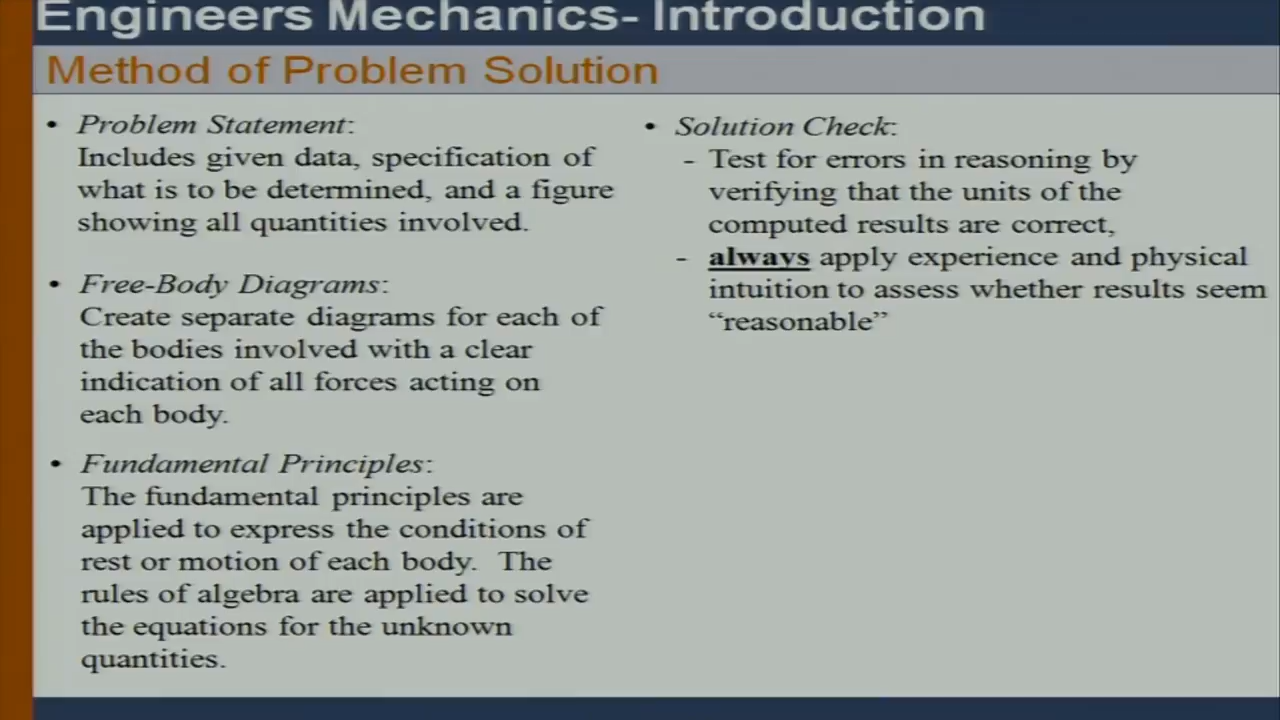 Engineers Mechanics- Introduction
Method of Problem Solution
• Problem Statement:
Includes given data, specification of
what is to be determined, and a figure
showing all quantities involved.
• Free-Body Diagrams:
Create separate diagrams for each of
the bodies involved with a clear
indication of all forces acting on
each body.
• Fundamental Principles:
The fundamental principles are
applied to express the conditions of
rest or motion of each body. The
rules of algebra are applied to solve
the equations for the unknown
quantities.
• Solution Check:
- Test for errors in reasoning by
verifying that the units of the
computed results are correct,
- always apply experience and physical
intuition to assess whether results seem
“reasonable”